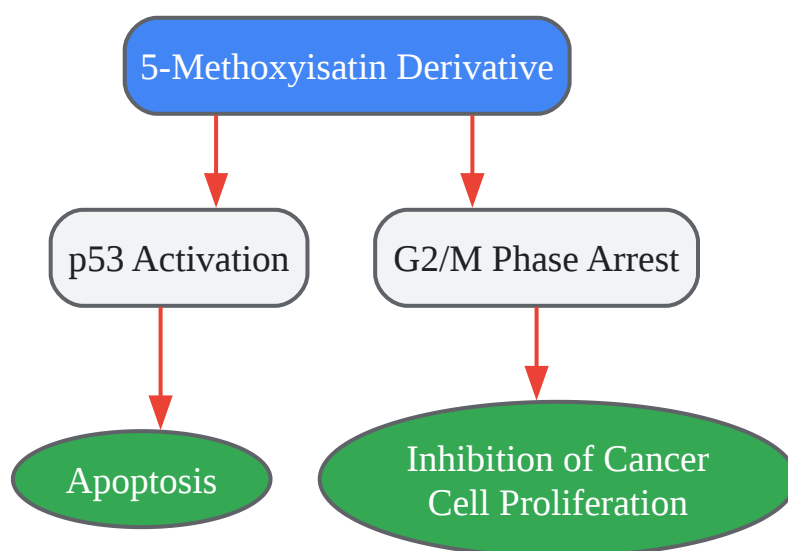 5-Methoxyisatin Derivative
p53 Activation
G2/M Phase Arrest
Apoptosis
Inhibition of Cancer
Cell Proliferation